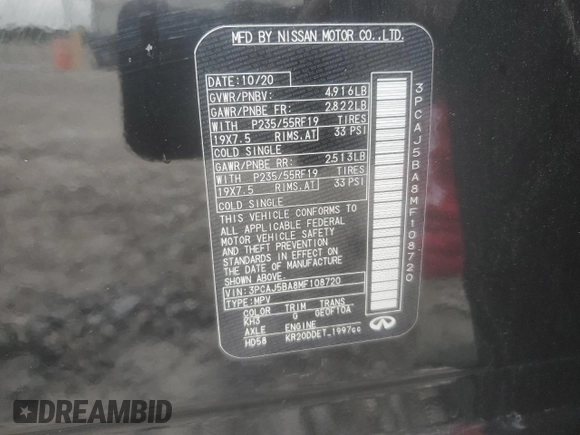 MFD BY NISSAN MOTOR CO.,LTD.
DATE: 10/20
GVWR/PNBV: 4,916LB
GAWR/PNBE FR: 2,822LB
WITH P235/55RF19 TIRES
19X7.5 RIMS.AT 33 PSI
COLD SINGLE
GAWR/PNBE RR: 2,513LB
WITH P235/55RF19 TIRES
19X7.5 RIMS.AT 33 PSI
COLD SINGLE
THIS VEHICLE CONFORMS TO
ALL APPLICABLE FEDERAL
MOTOR VEHICLE SAFETY
AND THEFT PREVENTION
STANDARDS IN EFFECT ON
THE DATE OF MANUFACTURE
SHOWN ABOVE.
VIN: 3PCAJ5BA8MF108720
TYPE: MPV
COLOR TRIM TRANS
KH3 G GE0F10A
AXLE ENGINE
HD58 KR20DDET_1997cc
3PCAJ5BA8MF108720
DREAMBID